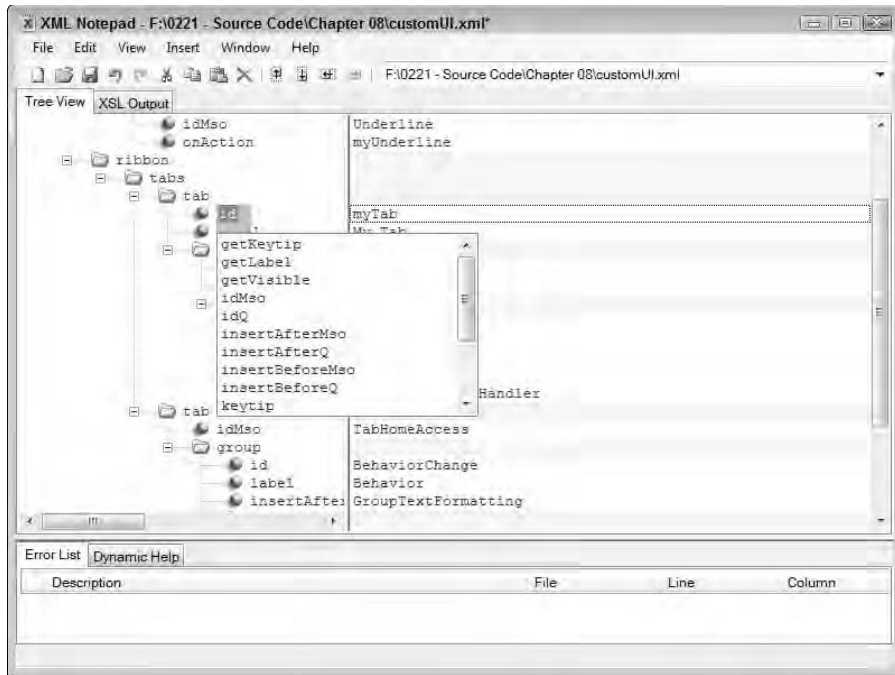 XML Notepad - F:\0221 - Source Code\Chapter 08\customUI.xml*
File Edit View Insert Window Help
F:\0221 - Source Code\Chapter 08\customUI.xml
Tree View XSL Output
idMso Underline
onAction myUnderline
ribbon
tabs
tab
id myTab
My Tab
getKeytip
getLabel
getVisible
idMso
idQ
insertAfterMso
insertAfterQ
insertBeforeMso
insertBeforeQ
Handler
keytip
tab
idMso TabHomeAccess
group
id BehaviorChange
label Behavior
insertAfter GroupTextFormatting
Error List Dynamic Help
Description File Line Column